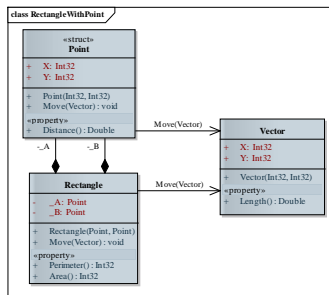 class RectangleWithPoint
«struct»
Point
+ X: Int32
+ Y: Int32
+ Point(Int32, Int32)
+ Move(Vector) : void
«property»
+ Distance() : Double
-_A
-_B
Move(Vector)
Vector
+ X: Int32
+ Y: Int32
+ Vector(Int32, Int32)
«property»
+ Length() : Double
Rectangle
- _A: Point
- _B: Point
+ Rectangle(Point, Point)
+ Move(Vector) : void
«property»
+ Perimeter() : Int32
+ Area() : Int32
Move(Vector)